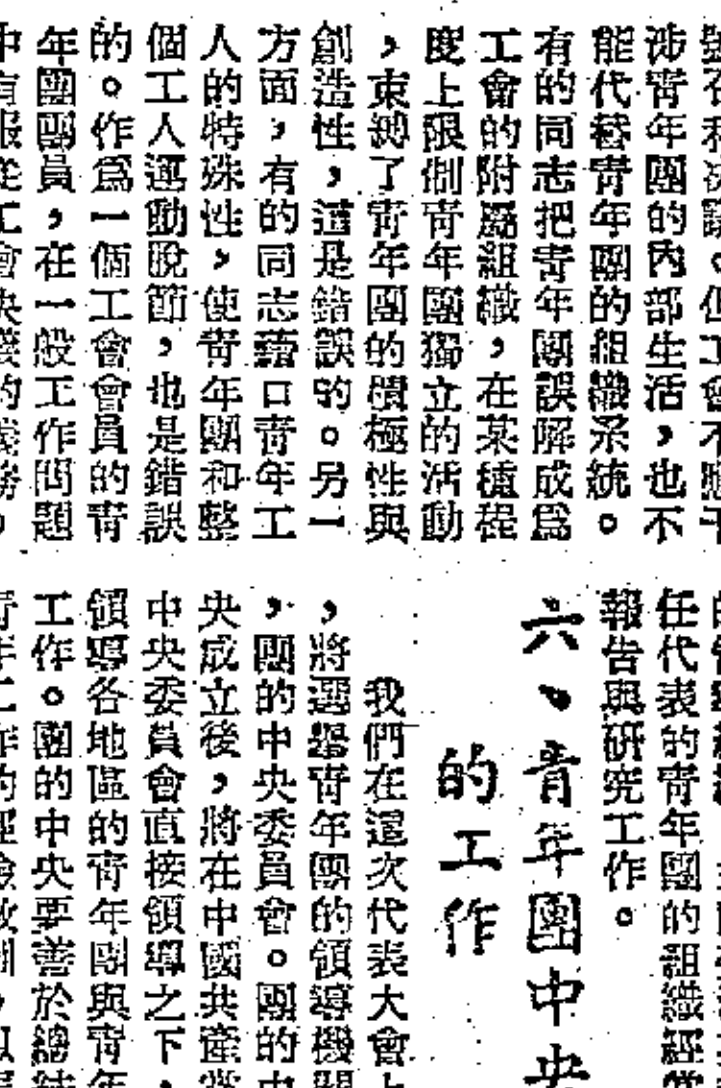 涉青年團的內部生活，也不
能代替青年團的組織系統。
有的同志把青年團誤解成爲
工會的附屬組織，在某種程
度上限制青年團獨立的活動
，束縛了青年團的積極性與
創造性，這是錯誤的。另一
方面，有的同志藉口青年工
人的特殊性，使青年團和整
個工人運動脫節，也是錯誤
的。作爲一個工會會員的青
年團團員，在一般工作問題
任代表的青年團的組織經
報告與研究工作。
六、青年團中央
的工作
我們在這次代表大會上
，將選舉青年團的領導機關
，團的中央委員會。團的中
央成立後，將在中國共產黨
中央委員會直接領導之下，
領導各地區的青年團與青年
工作。團的中央要善於總結